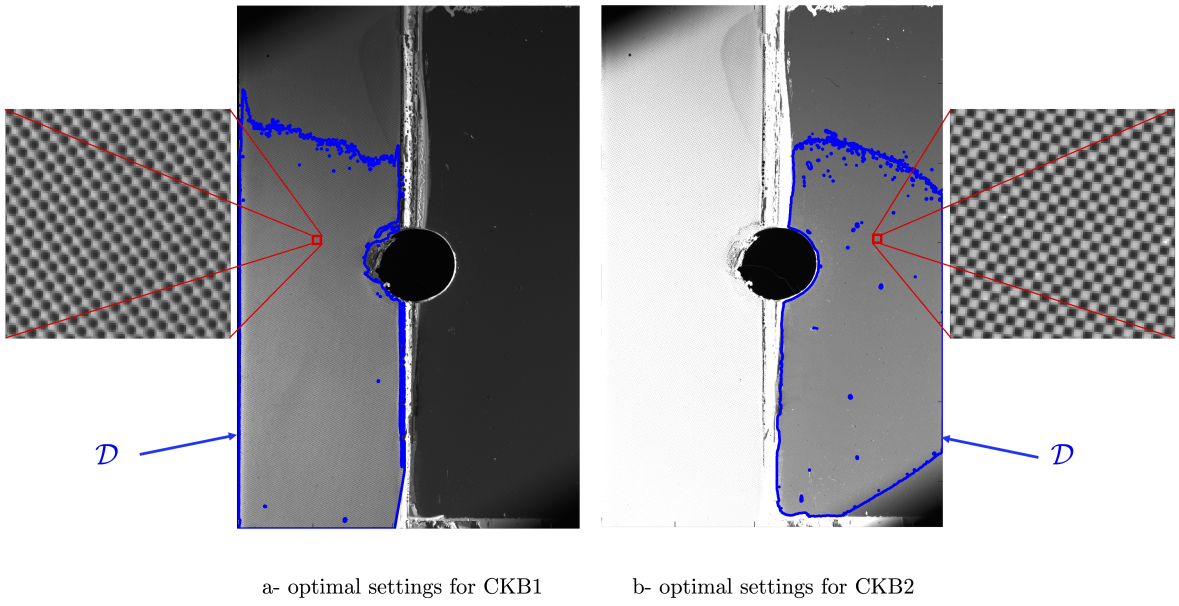 𝒟
𝒟
a- optimal settings for CKB1
b- optimal settings for CKB2